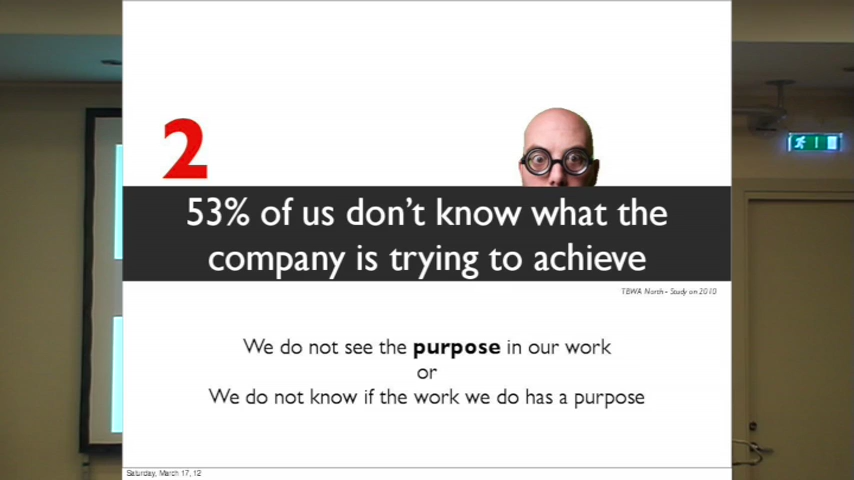 2
53% of us don't know what the
company is trying to achieve
TEWA North - Study on 2010
We do not see the purpose in our work
or
We do not know if the work we do has a purpose
Saturday, March 17, 12